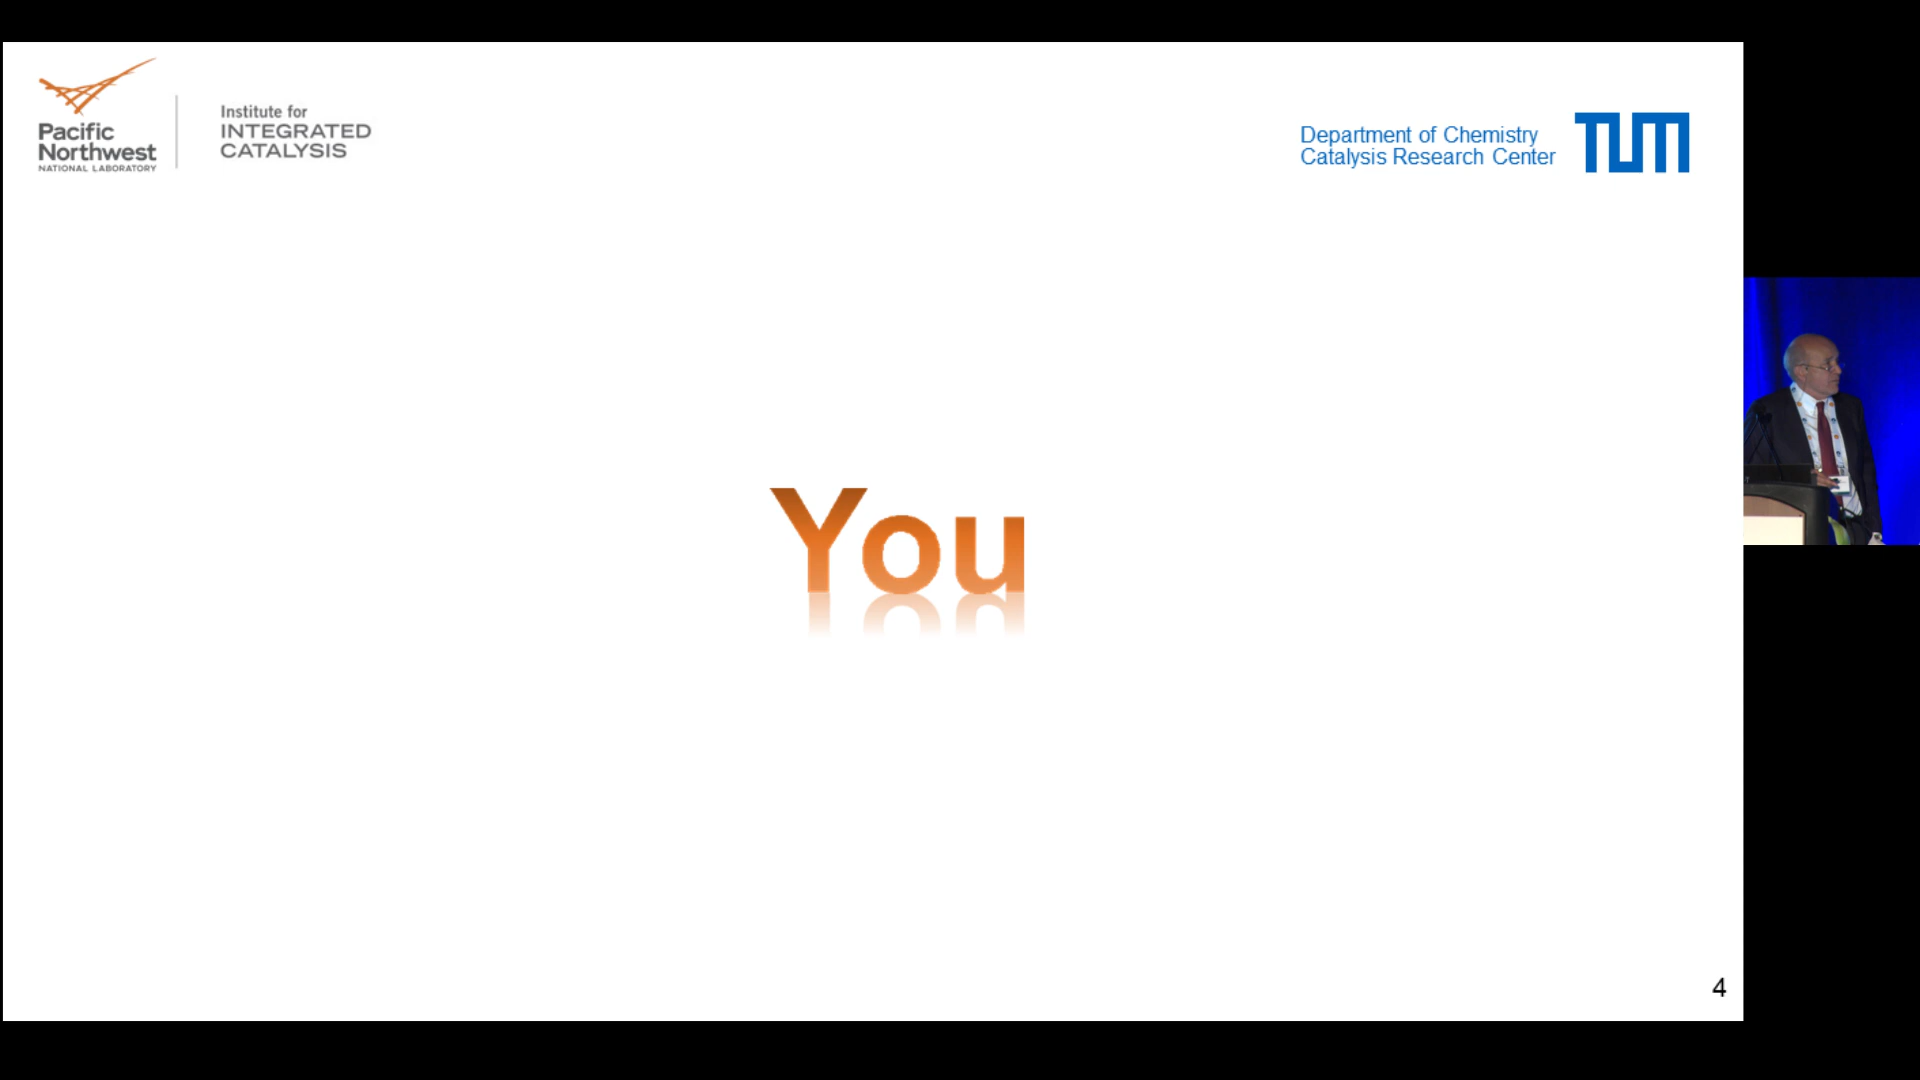 Pacific
Northwest
NATIONAL LABORATORY
Institute for
INTEGRATED
CATALYSIS
Department of Chemistry
Catalysis Research Center
TUM
You
4